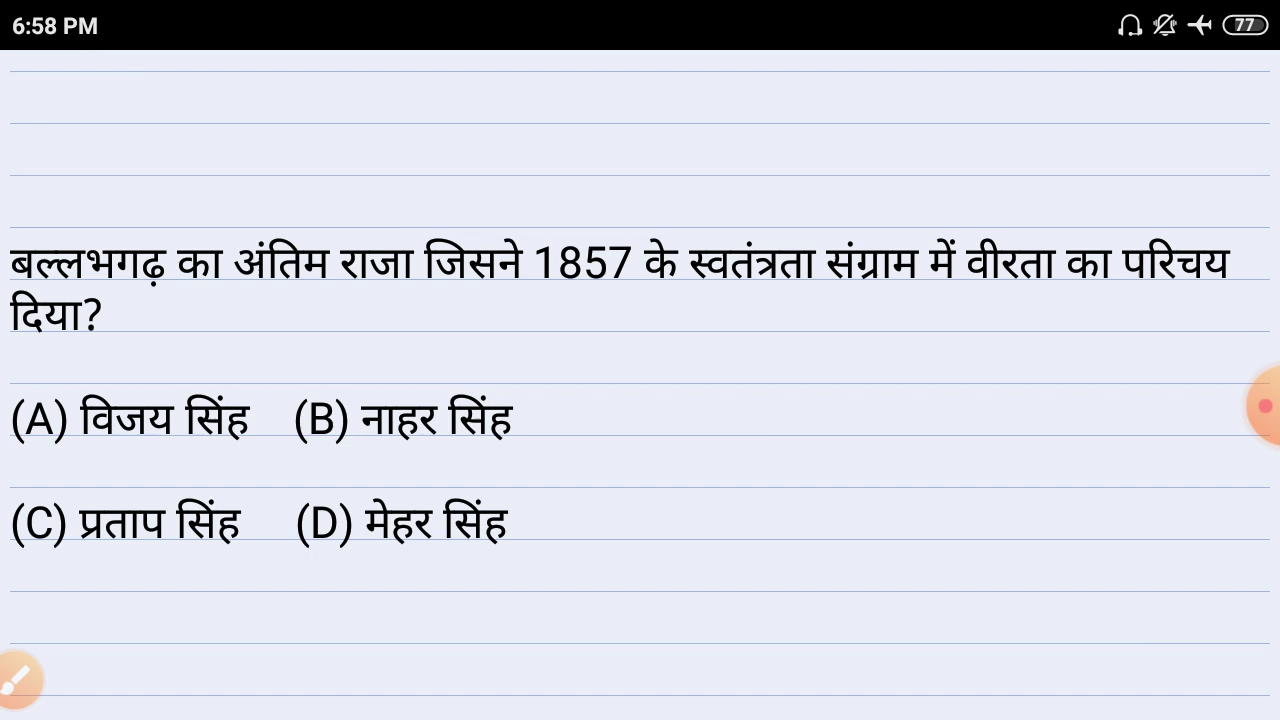 6:58 PM
77
बल्लभगढ़ का अंतिम राजा जिसने 1857 के स्वतंत्रता संग्राम में वीरता का परिचय
दिया?
(A) विजय सिंह (B) नाहर सिंह
(C) प्रताप सिंह (D) मेहर सिंह